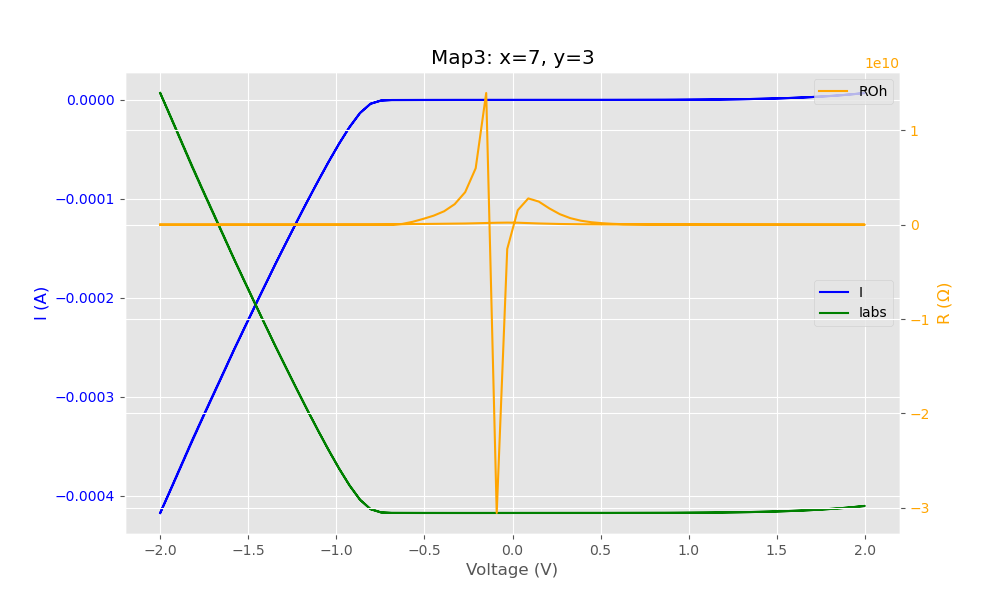 Map3: x=7, y=3
1e10
ROh
0.0000
−0.0001
−0.0002
−0.0003
−0.0004
I (A)
1
0
−1
−2
−3
R (Ω)
I
Iabs
−2.0
−1.5
−1.0
−0.5
0.0
0.5
1.0
1.5
2.0
Voltage (V)